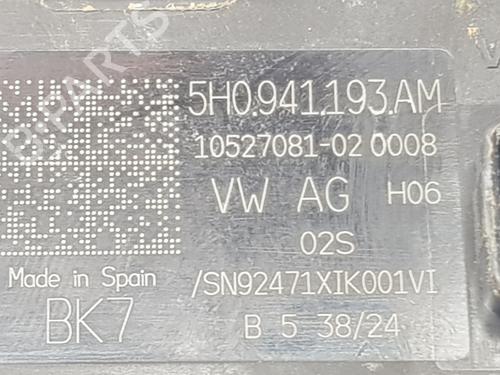 5H0.941.193.AM
10527081-02 0008
VW AG H06
02S
Made in Spain /SN92471XIK001VI
BK7 B 5 38/24
B-PARTS